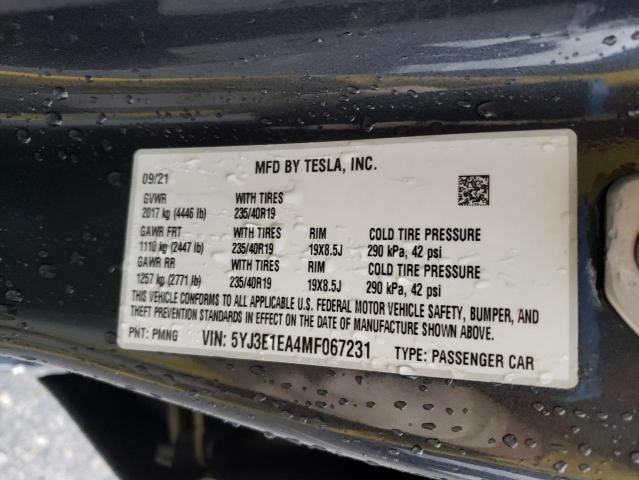 MFD BY TESLA, INC.
09/21
GVWR WITH TIRES
2017 kg (4446 lb) 235/40R19
GAWR FRT WITH TIRES RIM COLD TIRE PRESSURE
1110 kg (2447 lb) 235/40R19 19X8.5J 290 kPa, 42 psi
GAWR RR WITH TIRES RIM COLD TIRE PRESSURE
1257 kg (2771 lb) 235/40R19 19X8.5J 290 kPa, 42 psi
THIS VEHICLE CONFORMS TO ALL APPLICABLE U.S. FEDERAL MOTOR VEHICLE SAFETY, BUMPER, AND
THEFT PREVENTION STANDARDS IN EFFECT ON THE DATE OF MANUFACTURE SHOWN ABOVE.
PNT: PMNG VIN: 5YJ3E1EA4MF067231 TYPE: PASSENGER CAR